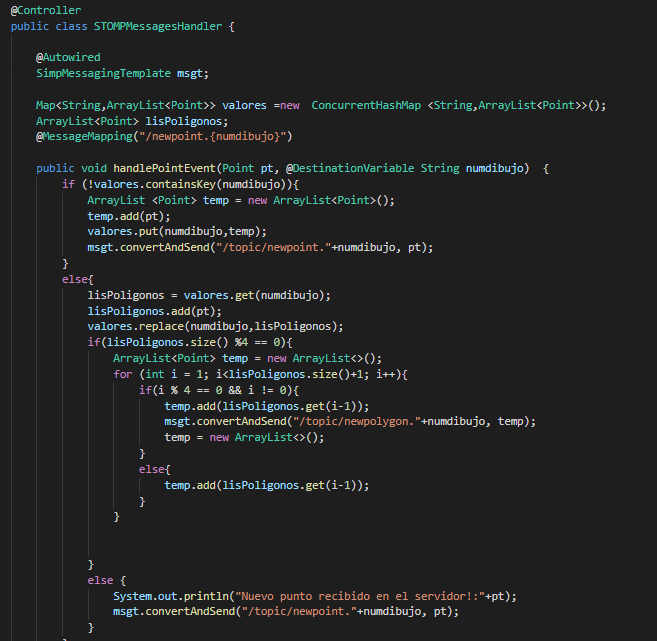 @Controller
public class STOMPMessagesHandler {
@Autowired
SimpMessagingTemplate msgt;
Map<String,ArrayList<Point>> valores =new  ConcurrentHashMap <String,ArrayList<Point>>();
ArrayList<Point> lisPoligonos;
@MessageMapping("/newpoint.{numdibujo}")
public void handlePointEvent(Point pt, @DestinationVariable String numdibujo)  {
if (!valores.containsKey(numdibujo)){
ArrayList <Point> temp = new ArrayList<Point>();
temp.add(pt);
valores.put(numdibujo,temp);
msgt.convertAndSend("/topic/newpoint."+numdibujo, pt);
}
else{
lisPoligonos = valores.get(numdibujo);
lisPoligonos.add(pt);
valores.replace(numdibujo,lisPoligonos);
if(lisPoligonos.size() %4 == 0){
ArrayList<Point> temp = new ArrayList<>();
for (int i = 1; i<lisPoligonos.size()+1; i++){
if(i % 4 == 0 && i != 0){
temp.add(lisPoligonos.get(i-1));
msgt.convertAndSend("/topic/newpolygon."+numdibujo, temp);
temp = new ArrayList<>();
}
else{
temp.add(lisPoligonos.get(i-1));
}
}
}
else {
System.out.println("Nuevo punto recibido en el servidor!:"+pt);
msgt.convertAndSend("/topic/newpoint."+numdibujo, pt);
}